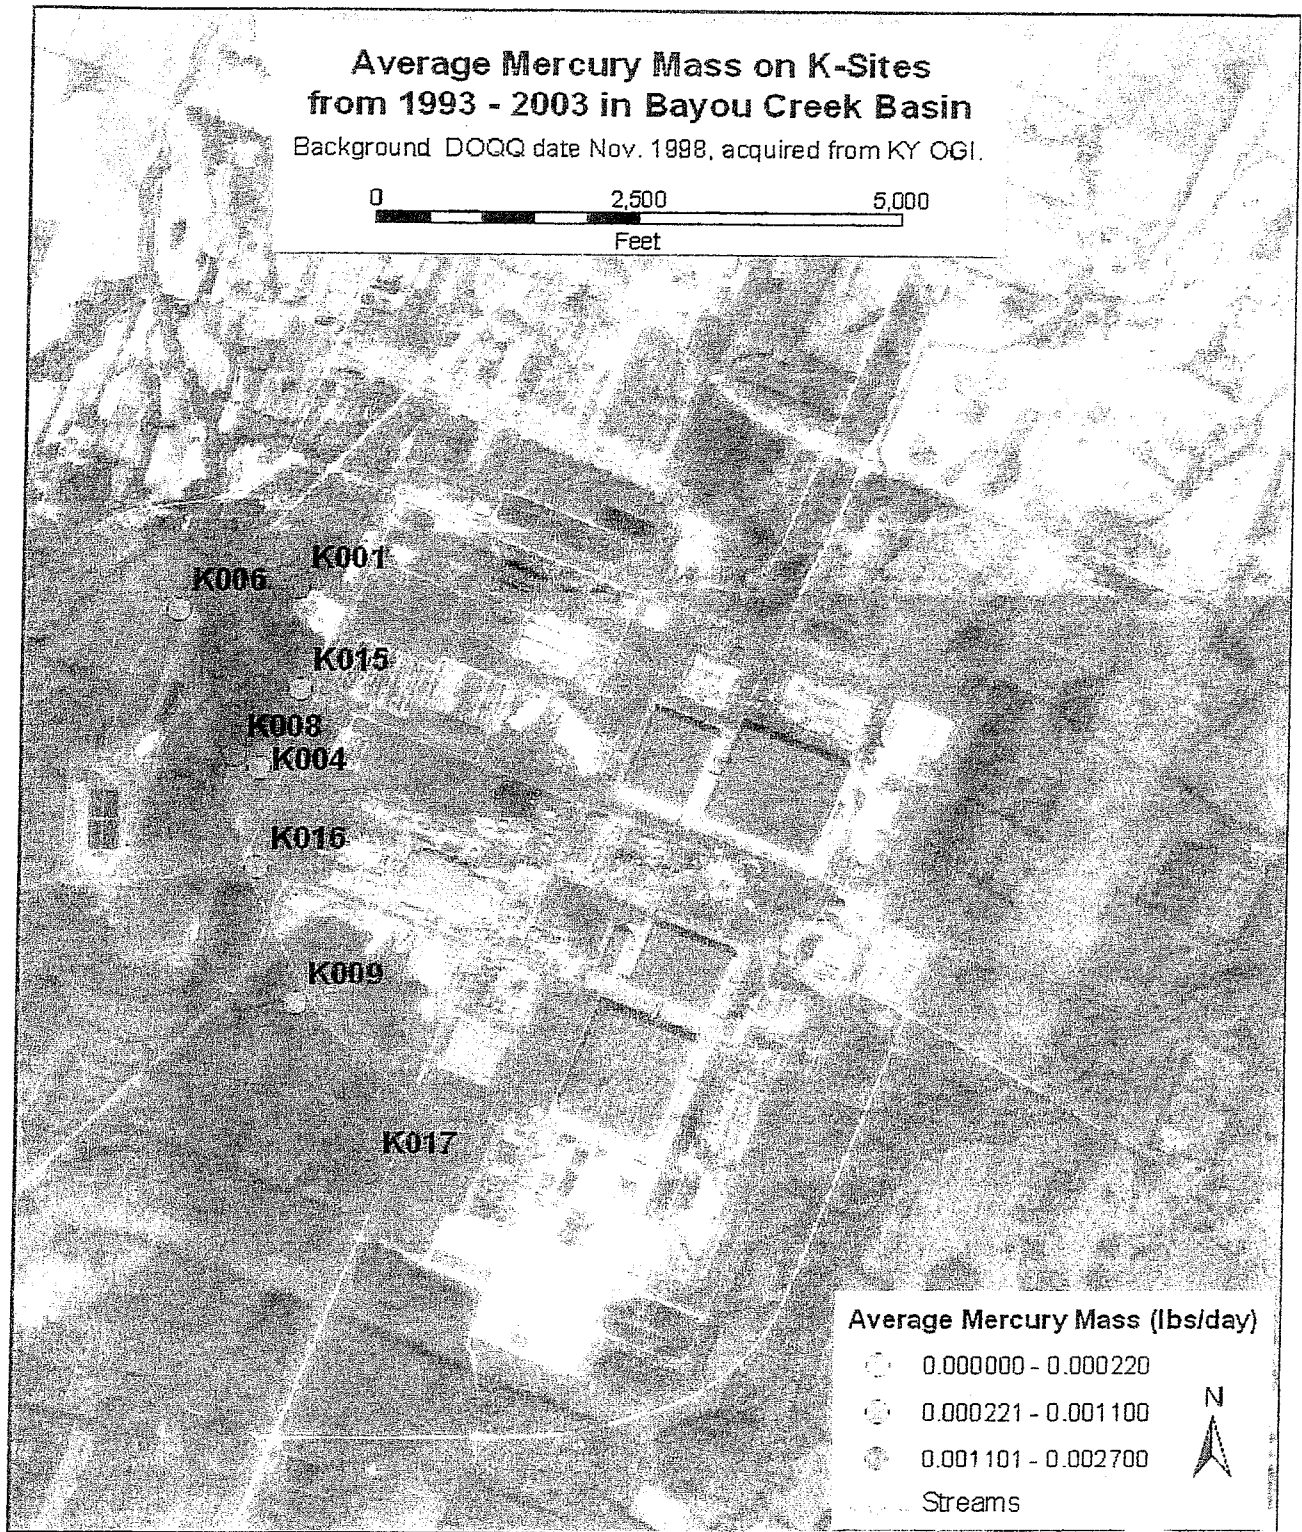 Average Mercury Mass on K-Sites
from 1993 - 2003 in Bayou Creek Basin
Background DOQQ date Nov. 1998, acquired from KY OGI.
0 2,500 5,000
Feet
K001
K006
K015
K008
K004
K016
K009
K017
Average Mercury Mass (lbs/day)
0.000000 - 0.000220
0.000221 - 0.001100
0.001101 - 0.002700
Streams
N